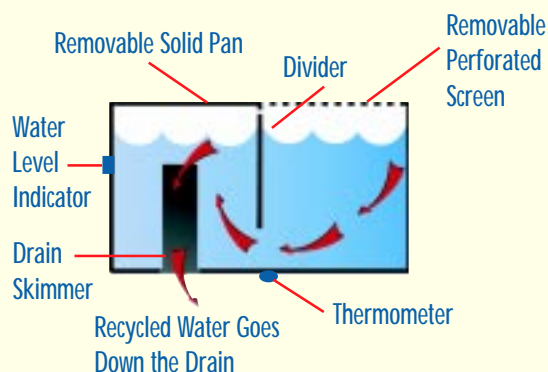 Removable Solid Pan
Divider
Removable
Perforated
Screen
Water
Level
Indicator
Drain
Skimmer
Recycled Water Goes
Down the Drain
Thermometer